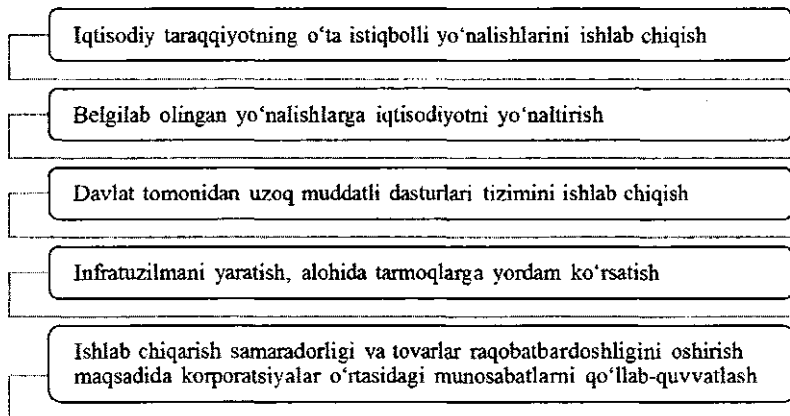 Iqtisodiy taraqqiyotning o‘ta istiqbolli yo‘nalishlarini ishlab chiqish
Belgilab olingan yo‘nalishlarga iqtisodiyotni yo‘naltirish
Davlat tomonidan uzoq muddatli dasturlari tizimini ishlab chiqish
Infratuzilmani yaratish, alohida tarmoqlarga yordam ko‘rsatish
Ishlab chiqarish samaradorligi va tovarlar raqobatbardoshligini oshirish
maqsadida korporatsiyalar o‘rtasidagi munosabatlarni qo‘llab-quvvatlash